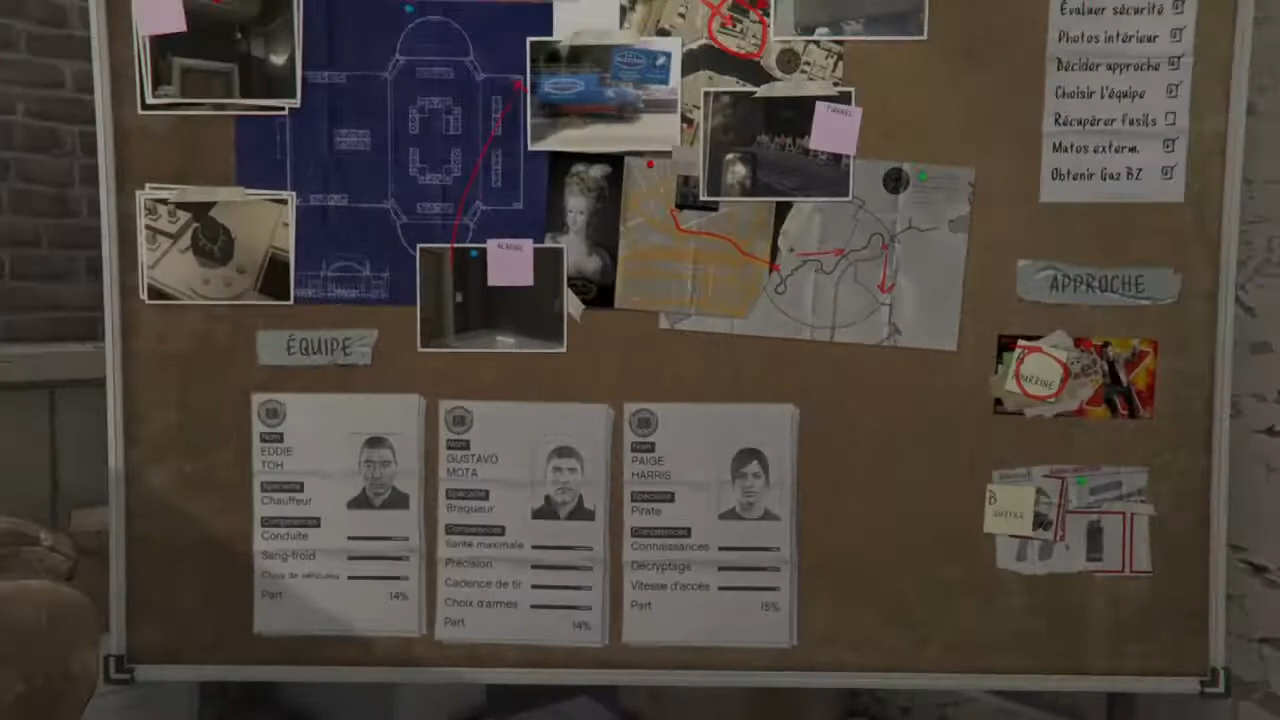 Évaluer sécurité
Photos intérieur
Décider approche
Choisir l'équipe
Récupérer fusils
Matos exterm.
Obtenir Gaz BZ
TUNNEL
APPROCHE
ÉQUIPE
Nom
EDDIE
TOH
Spécialité
Chauffeur
Compétences
Conduite
Sang-froid
Choix de véhicules
Part 14%
Nom
GUSTAVO
MOTA
Spécialité
Braqueur
Compétences
Santé maximale
Précision
Cadence de tir
Choix d'armes
Part 14%
Nom
PAIGE
HARRIS
Spécialité
Pirate
Compétences
Connaissances
Décryptage
Vitesse d'accès
Part 15%
B
B